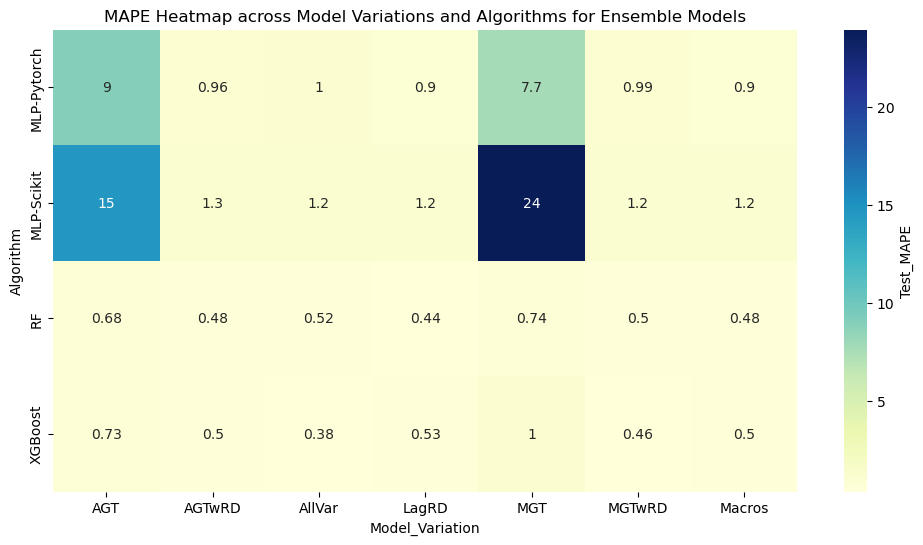 MAPE Heatmap across Model Variations and Algorithms for Ensemble Models
Algorithm
MLP-Pytorch
9 0.96 1 0.9 7.7 0.99 0.9
MLP-Scikit
15 1.3 1.2 1.2 24 1.2 1.2
RF
0.68 0.48 0.52 0.44 0.74 0.5 0.48
XGBoost
0.73 0.5 0.38 0.53 1 0.46 0.5
AGT AGTwRD AllVar LagRD MGT MGTwRD Macros
Model_Variation
20
15
10
5
Test_MAPE